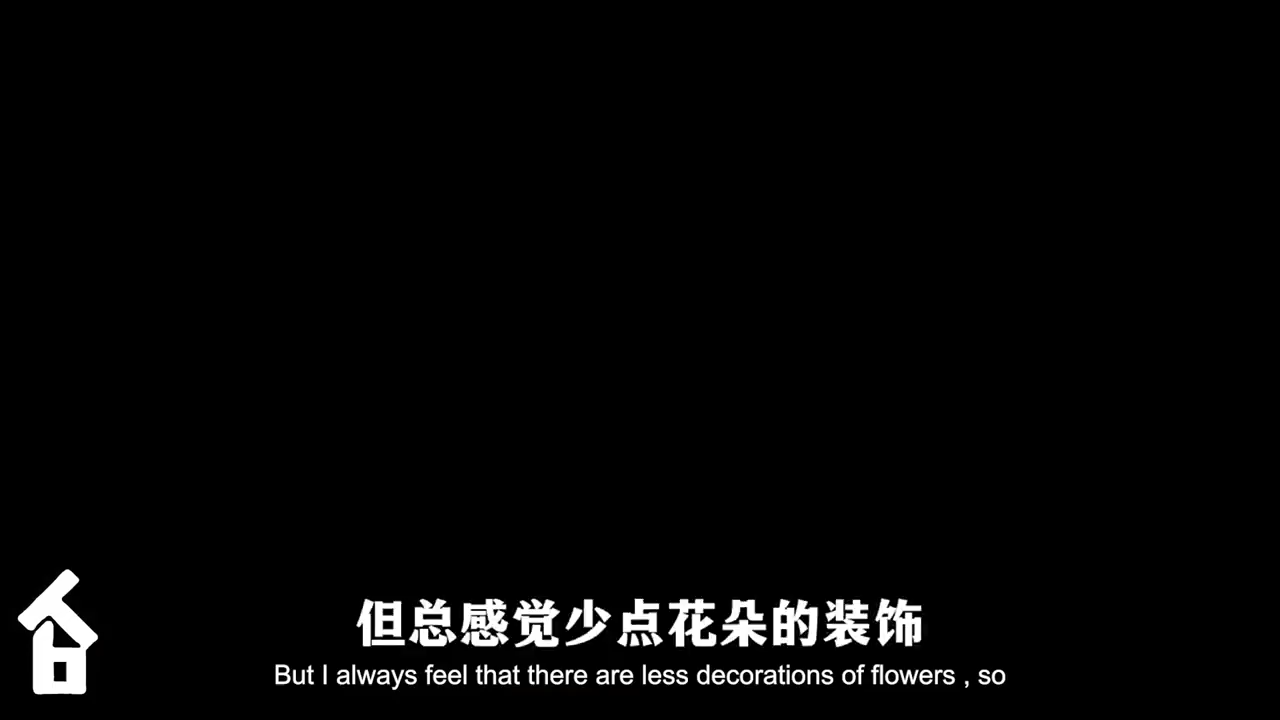 但总感觉少点花朵的装饰
But I always feel that there are less decorations of flowers , so